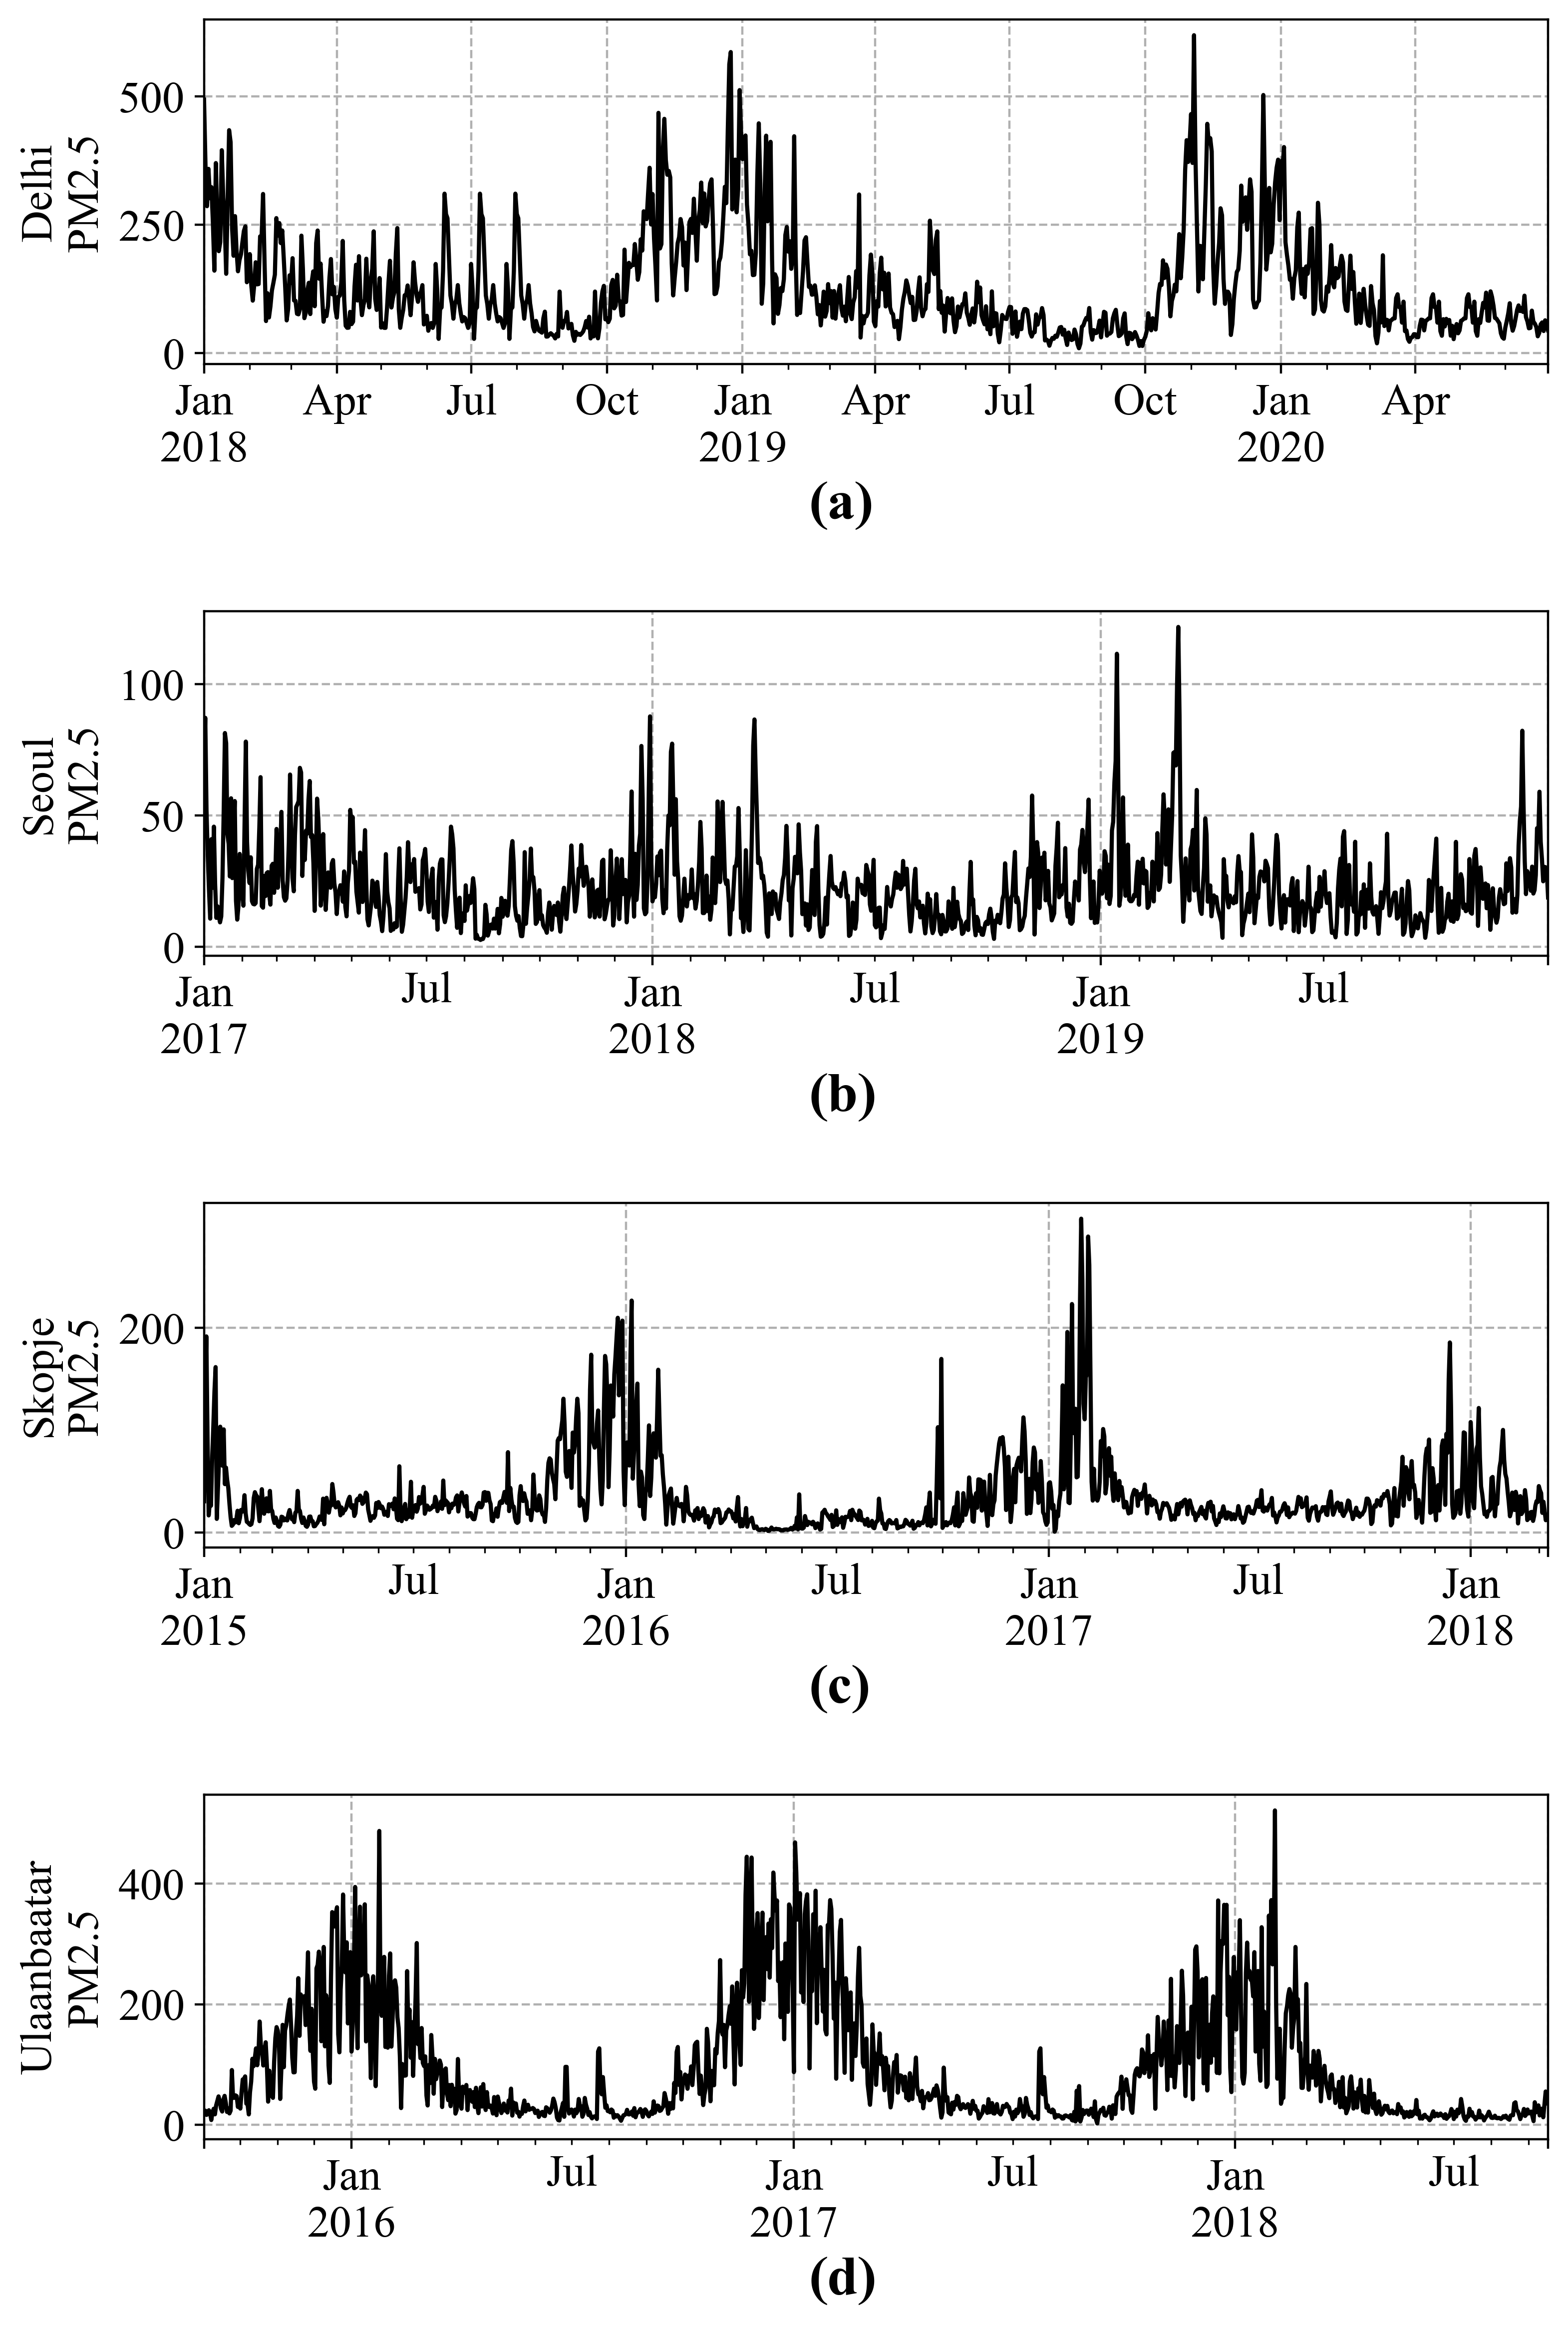 Delhi
PM2.5
500
250
0
Jan Apr Jul Oct Jan Apr Jul Oct Jan Apr
2018 2019 2020
(a)
Seoul
PM2.5
100
50
0
Jan Jul Jan Jul Jan Jul
2017 2018 2019
(b)
Skopje
PM2.5
200
0
Jan Jul Jan Jul Jan Jul Jan
2015 2016 2017 2018
(c)
Ulaanbaatar
PM2.5
400
200
0
Jan Jul Jan Jul Jan Jul
2016 2017 2018
(d)